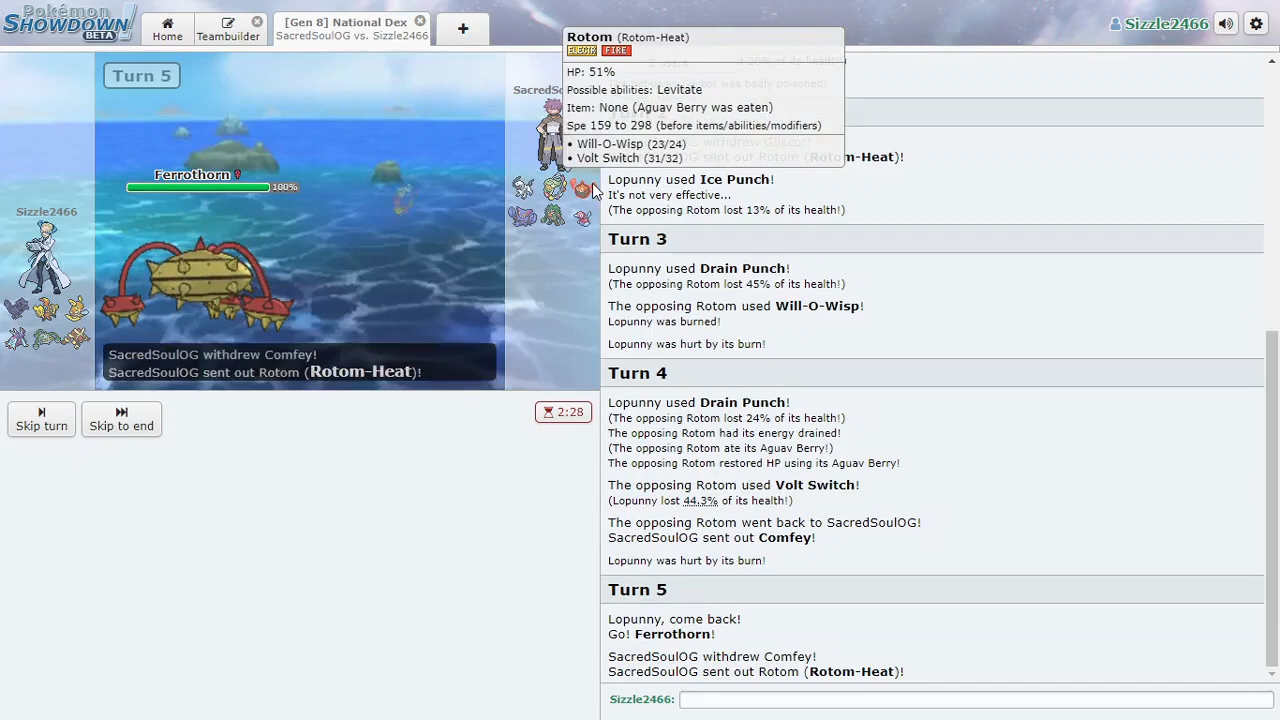 Pokémon
SHOWDOWN
BETA
Home
Teambuilder
[Gen 8] National Dex
SacredSoulOG vs. Sizzle2466
+
Sizzle2466
Turn 5
Ferrothorn
100%
Sizzle2466
SacredSoulOG withdrew Comfey!
SacredSoulOG sent out Rotom (Rotom-Heat)!
Rotom (Rotom-Heat)
ELECTR FIRE
HP: 51%
Possible abilities: Levitate
Item: None (Aguav Berry was eaten)
Spe 159 to 298 (before items/abilities/modifiers)
• Will-O-Wisp (23/24)
• Volt Switch (31/32)
Skip turn
Skip to end
2:28
Lopunny used Ice Punch!
It's not very effective...
(The opposing Rotom lost 13% of its health!)
Turn 3
Lopunny used Drain Punch!
(The opposing Rotom lost 45% of its health!)
The opposing Rotom used Will-O-Wisp!
Lopunny was burned!
Lopunny was hurt by its burn!
Turn 4
Lopunny used Drain Punch!
(The opposing Rotom lost 24% of its health!)
The opposing Rotom had its energy drained!
(The opposing Rotom ate its Aguav Berry!)
The opposing Rotom restored HP using its Aguav Berry!
The opposing Rotom used Volt Switch!
(Lopunny lost 44.3% of its health!)
The opposing Rotom went back to SacredSoulOG!
SacredSoulOG sent out Comfey!
Lopunny was hurt by its burn!
Turn 5
Lopunny, come back!
Go! Ferrothorn!
SacredSoulOG withdrew Comfey!
SacredSoulOG sent out Rotom (Rotom-Heat)!
Sizzle2466: